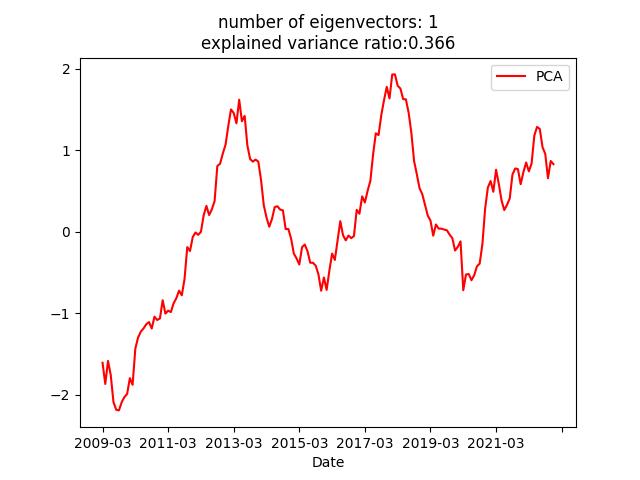 number of eigenvectors: 1
explained variance ratio:0.366
PCA
2
1
0
−1
−2
2009-03 2011-03 2013-03 2015-03 2017-03 2019-03 2021-03
Date